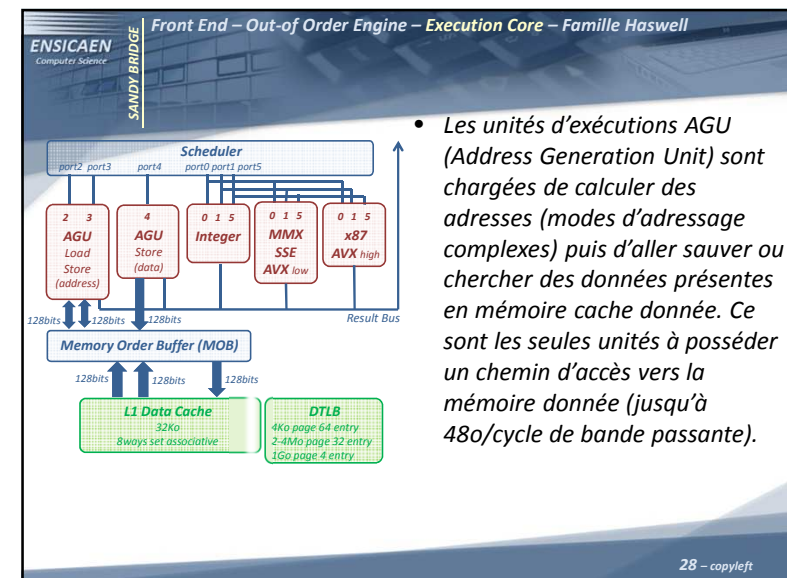 Front End – Out-of Order Engine – Execution Core – Famille Haswell
ENSICAEN
Computer Science
SANDY BRIDGE
Scheduler
port2 port3 port4 port0 port1 port5
2 3
AGU
Load
Store
(address)
4
AGU
Store
(data)
0 1 5
Integer
0 1 5
MMX
SSE
AVX low
0 1 5
x87
AVX high
128bits 128bits 128bits
Result Bus
Memory Order Buffer (MOB)
128bits 128bits 128bits
L1 Data Cache
32Ko
8ways set associative
DTLB
4Ko page 64 entry
2-4Mo page 32 entry
1Go page 4 entry
• Les unités d'exécutions AGU
(Address Generation Unit) sont
chargées de calculer des
adresses (modes d'adressage
complexes) puis d'aller sauver ou
chercher des données présentes
en mémoire cache donnée. Ce
sont les seules unités à posséder
un chemin d'accès vers la
mémoire donnée (jusqu'à
48o/cycle de bande passante).
28 – copyleft